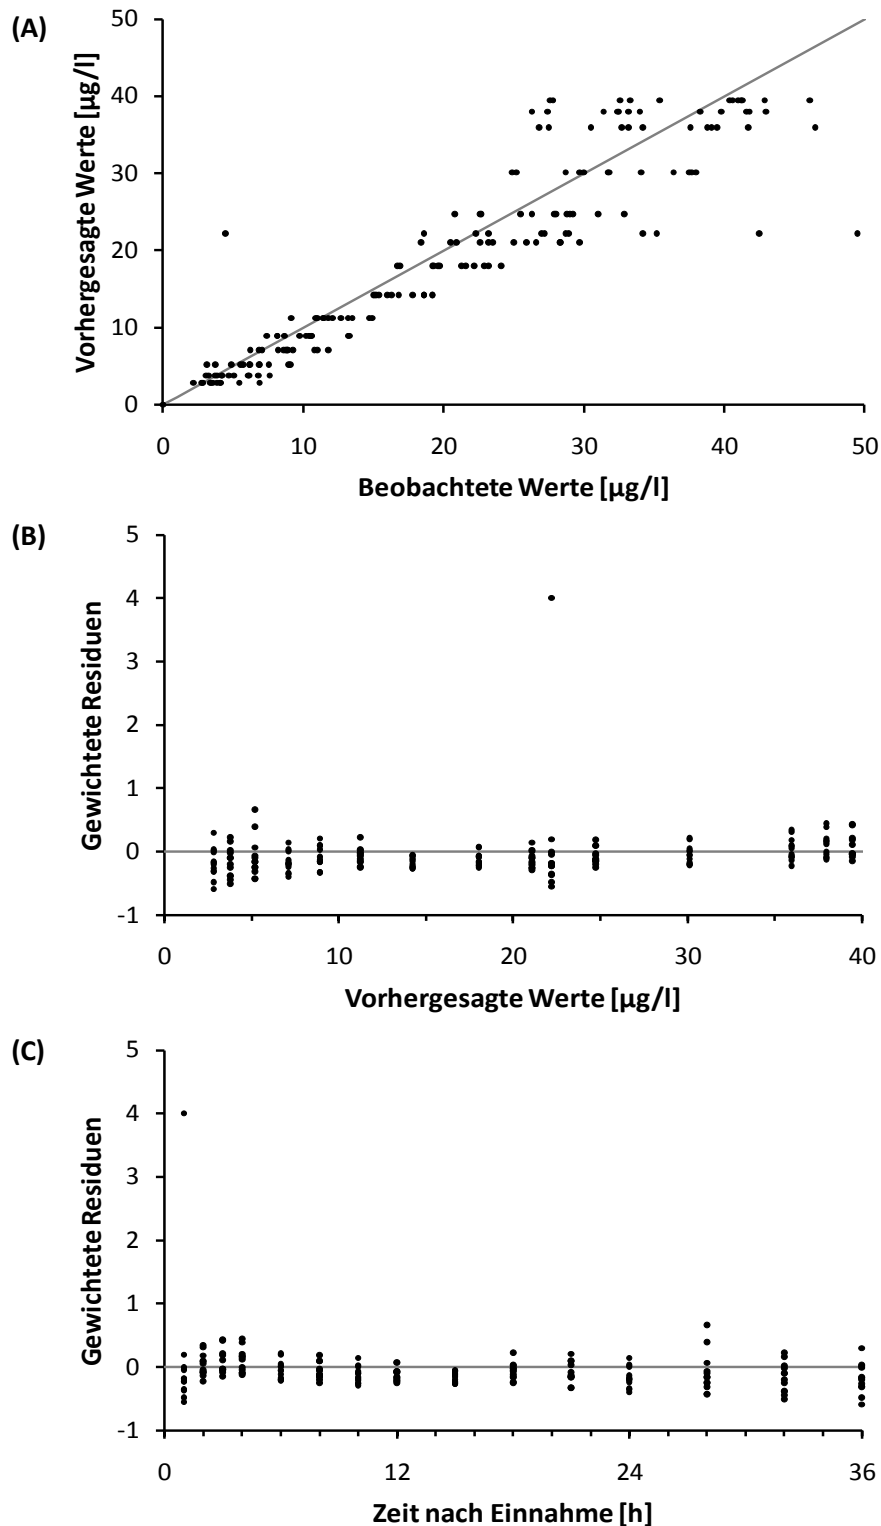 (A)
50
40
30
20
10
0
Vorhergesagte Werte [µg/l]
0 10 20 30 40 50
Beobachtete Werte [µg/l]
(B)
5
4
3
2
1
0
-1
Gewichtete Residuen
0 10 20 30 40
Vorhergesagte Werte [µg/l]
(C)
5
4
3
2
1
0
-1
Gewichtete Residuen
0 12 24 36
Zeit nach Einnahme [h]